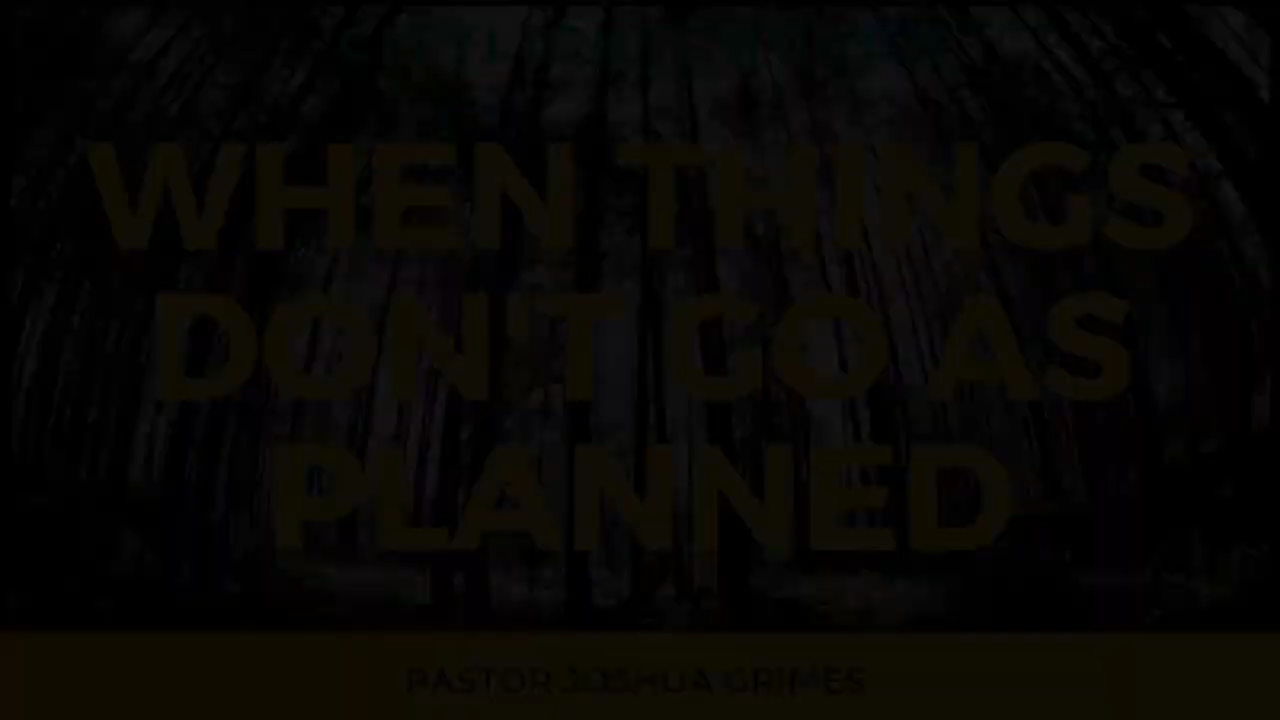 WHEN THINGS
DON'T GO AS
PLANNED
PASTOR JOSHUA GRIMES